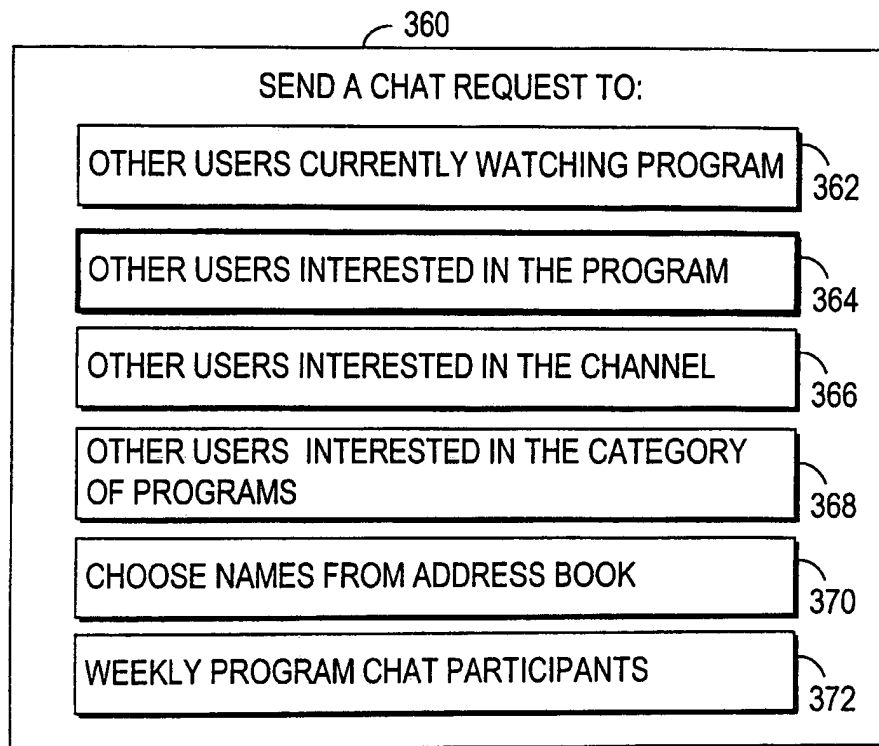 360
SEND A CHAT REQUEST TO:
OTHER USERS CURRENTLY WATCHING PROGRAM
362
OTHER USERS INTERESTED IN THE PROGRAM
364
OTHER USERS INTERESTED IN THE CHANNEL
366
OTHER USERS INTERESTED IN THE CATEGORY
OF PROGRAMS
368
CHOOSE NAMES FROM ADDRESS BOOK
370
WEEKLY PROGRAM CHAT PARTICIPANTS
372